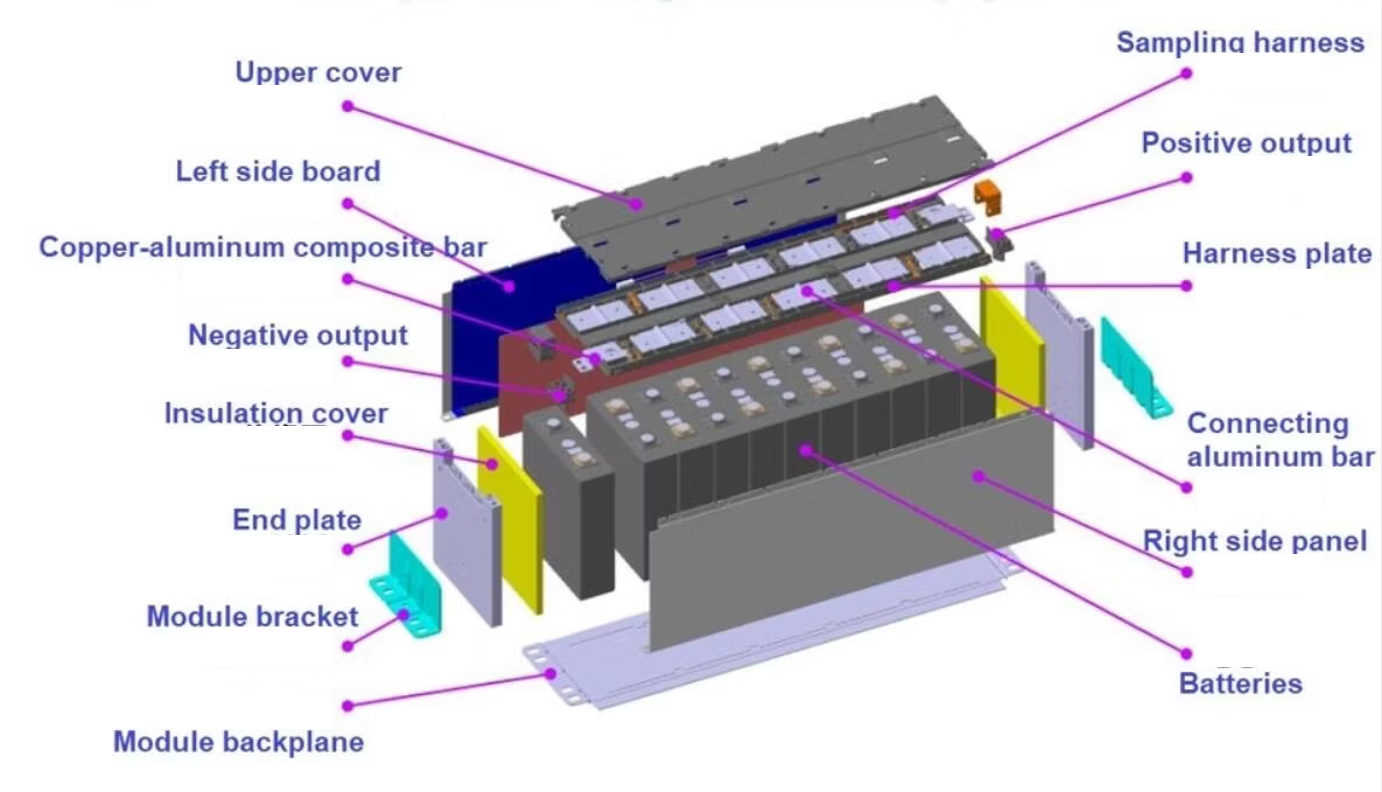 Sampling harness
Upper cover
Positive output
Left side board
Copper-aluminum composite bar
Harness plate
Negative output
Insulation cover
Connecting
aluminum bar
End plate
Right side panel
Module bracket
Batteries
Module backplane